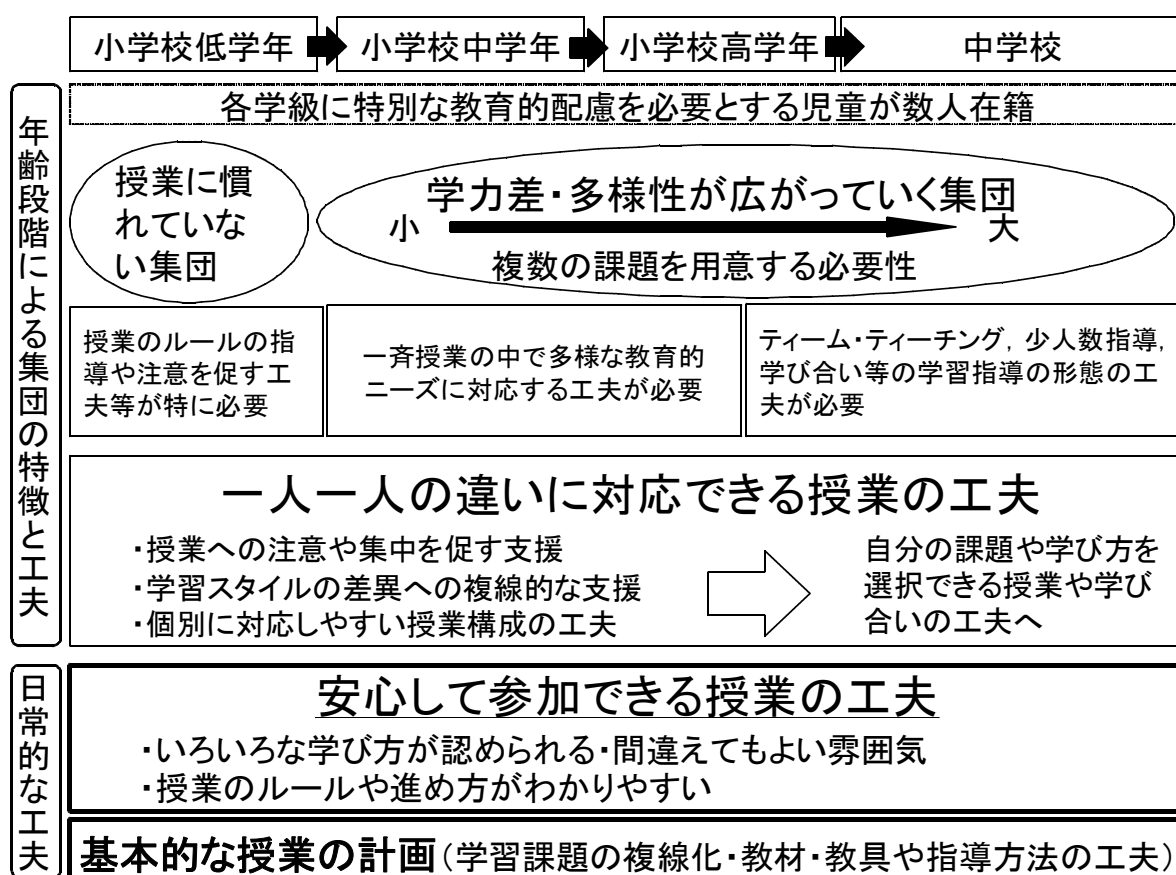 小学校低学年
小学校中学年
小学校高学年
中学校
年齢段階による集団の特徴と工夫
各学級に特別な教育的配慮を必要とする児童が数人在籍
授業に慣
れていな
い集団
学力差・多様性が広がっていく集団
小
大
複数の課題を用意する必要性
授業のルールの指
導や注意を促す工
夫等が特に必要
一斉授業の中で多様な教育的
ニーズに対応する工夫が必要
ティーム・ティーチング,少人数指導,
学び合い等の学習指導の形態の工
夫が必要
一人一人の違いに対応できる授業の工夫
・授業への注意や集中を促す支援
・学習スタイルの差異への複線的な支援
・個別に対応しやすい授業構成の工夫
自分の課題や学び方を
選択できる授業や学び
合いの工夫へ
日常的な工夫
安心して参加できる授業の工夫
・いろいろな学び方が認められる・間違えてもよい雰囲気
・授業のルールや進め方がわかりやすい
基本的な授業の計画(学習課題の複線化・教材・教具や指導方法の工夫)